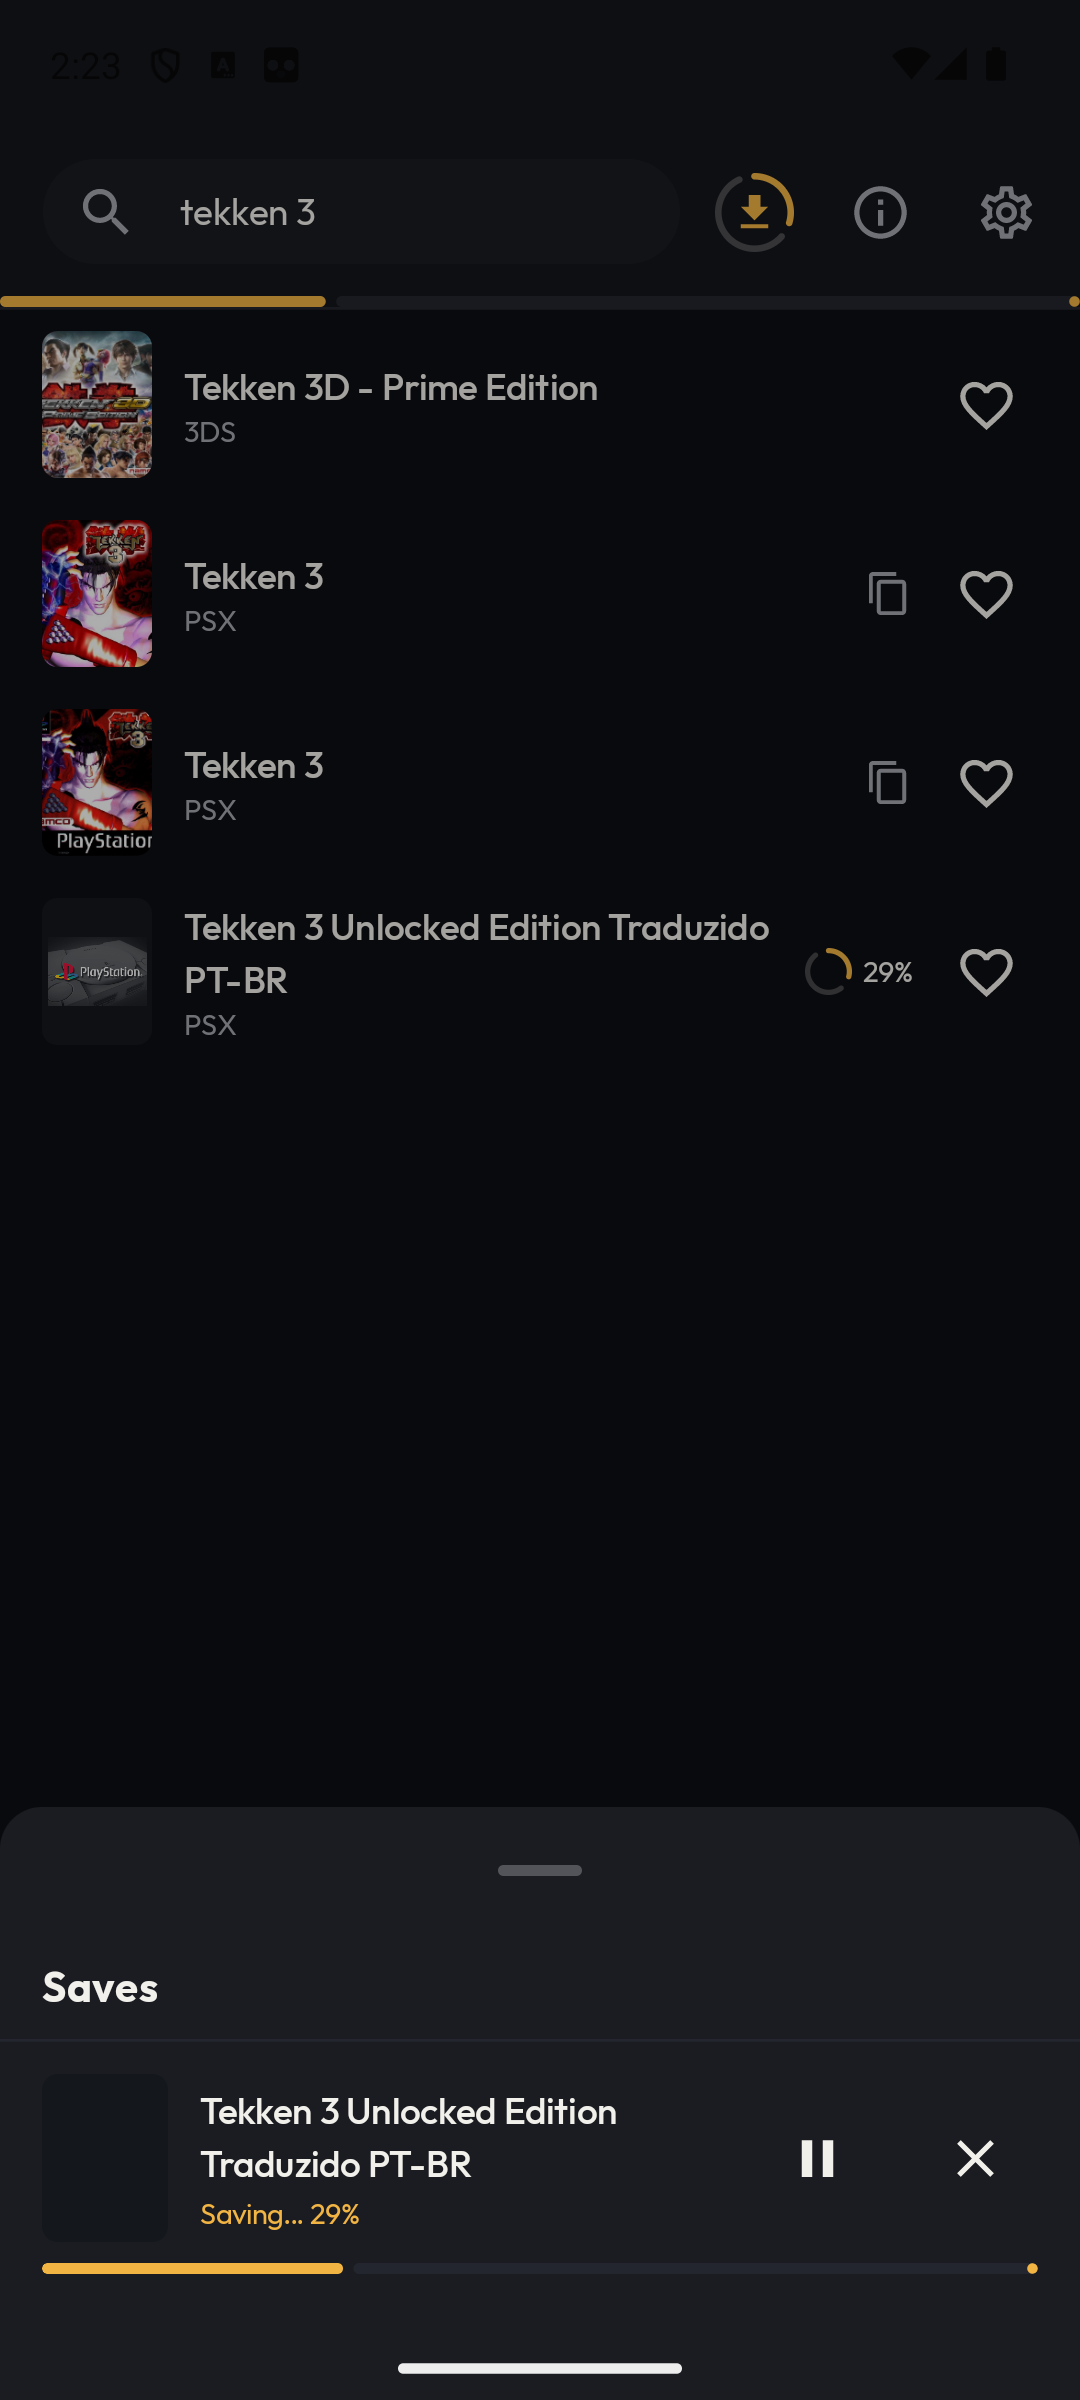 2:23
tekken 3
Tekken 3D - Prime Edition
3DS
Tekken 3
PSX
Tekken 3
PSX
PlayStation
Tekken 3 Unlocked Edition Traduzido
PT-BR
PSX
PlayStation
29%
Saves
Tekken 3 Unlocked Edition
Traduzido PT-BR
Saving... 29%